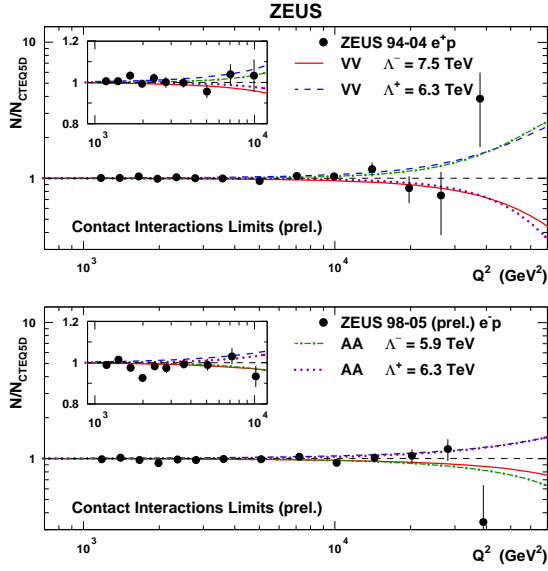 ZEUS
N/N_CTEQ5D
10
1
1.2
1
0.8
10³
10⁴
ZEUS 94-04 e⁺p
VV Λ⁻ = 7.5 TeV
VV Λ⁺ = 6.3 TeV
Contact Interactions Limits (prel.)
10³
10⁴
Q² (GeV²)
N/N_CTEQ5D
10
1
1.2
1
0.8
10³
10⁴
ZEUS 98-05 (prel.) e⁻p
AA Λ⁻ = 5.9 TeV
AA Λ⁺ = 6.3 TeV
Contact Interactions Limits (prel.)
10³
10⁴
Q² (GeV²)